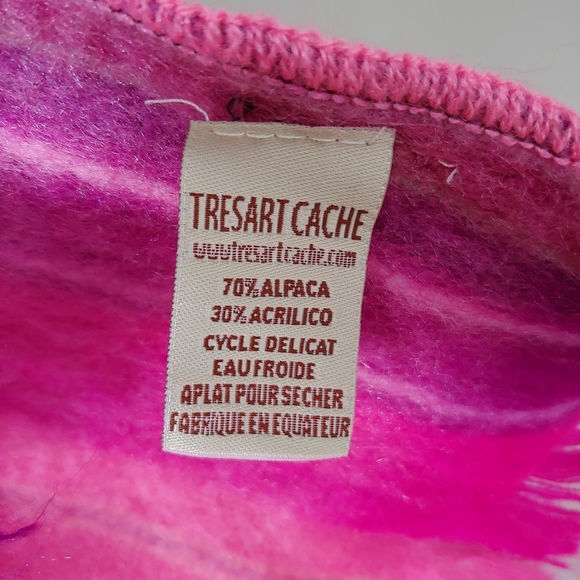 TRESART CACHE
www.tresartcache.com
70% ALPACA
30% ACRILICO
CYCLE DELICAT
EAU FROIDE
APLAT POUR SECHER
FABRIQUE EN EQUATEUR